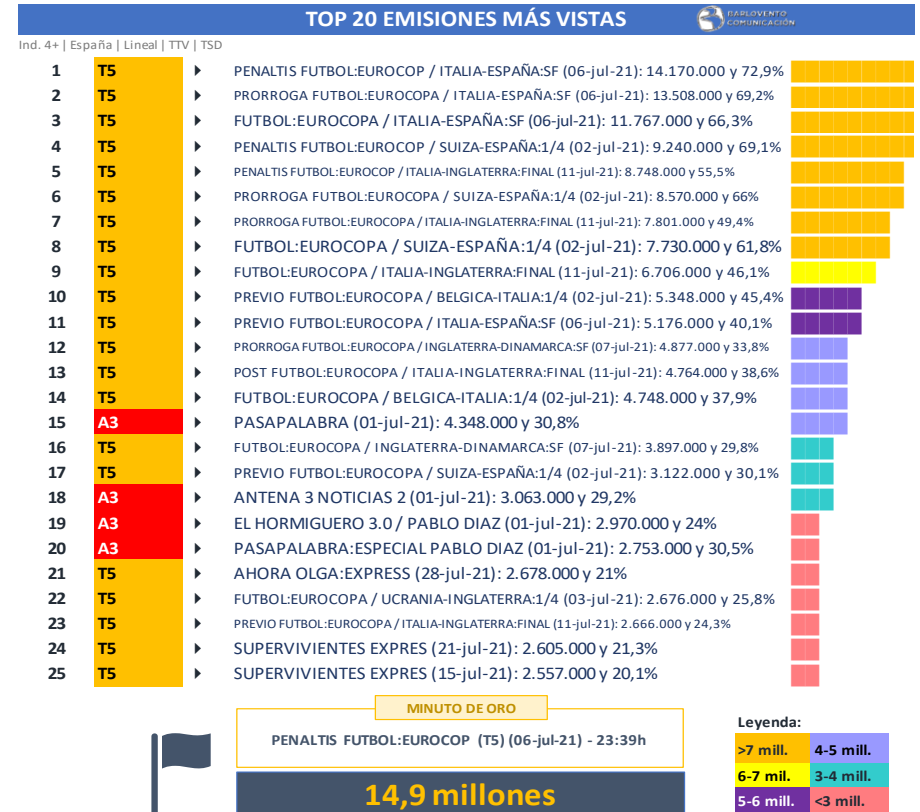 TOP 20 EMISIONES MÁS VISTAS
BARLOVENTO
COMUNICACIÓN
Ind. 4+ | España | Lineal | TTV | TSD
1 T5 PENALTIS FUTBOL:EUROCOP / ITALIA-ESPAÑA:SF (06-jul-21): 14.170.000 y 72,9%
2 T5 PRORROGA FUTBOL:EUROCOPA / ITALIA-ESPAÑA:SF (06-jul-21): 13.508.000 y 69,2%
3 T5 FUTBOL:EUROCOPA / ITALIA-ESPAÑA:SF (06-jul-21): 11.767.000 y 66,3%
4 T5 PENALTIS FUTBOL:EUROCOP / SUIZA-ESPAÑA:1/4 (02-jul-21): 9.240.000 y 69,1%
5 T5 PENALTIS FUTBOL:EUROCOP / ITALIA-INGLATERRA:FINAL (11-jul-21): 8.748.000 y 55,5%
6 T5 PRORROGA FUTBOL:EUROCOPA / SUIZA-ESPAÑA:1/4 (02-jul-21): 8.570.000 y 66%
7 T5 PRORROGA FUTBOL:EUROCOPA / ITALIA-INGLATERRA:FINAL (11-jul-21): 7.801.000 y 49,4%
8 T5 FUTBOL:EUROCOPA / SUIZA-ESPAÑA:1/4 (02-jul-21): 7.730.000 y 61,8%
9 T5 FUTBOL:EUROCOPA / ITALIA-INGLATERRA:FINAL (11-jul-21): 6.706.000 y 46,1%
10 T5 PREVIO FUTBOL:EUROCOPA / BELGICA-ITALIA:1/4 (02-jul-21): 5.348.000 y 45,4%
11 T5 PREVIO FUTBOL:EUROCOPA / ITALIA-ESPAÑA:SF (06-jul-21): 5.176.000 y 40,1%
12 T5 PRORROGA FUTBOL:EUROCOPA / INGLATERRA-DINAMARCA:SF (07-jul-21): 4.877.000 y 33,8%
13 T5 POST FUTBOL:EUROCOPA / ITALIA-INGLATERRA:FINAL (11-jul-21): 4.764.000 y 38,6%
14 T5 FUTBOL:EUROCOPA / BELGICA-ITALIA:1/4 (02-jul-21): 4.748.000 y 37,9%
15 A3 PASAPALABRA (01-jul-21): 4.348.000 y 30,8%
16 T5 FUTBOL:EUROCOPA / INGLATERRA-DINAMARCA:SF (07-jul-21): 3.897.000 y 29,8%
17 T5 PREVIO FUTBOL:EUROCOPA / SUIZA-ESPAÑA:1/4 (02-jul-21): 3.122.000 y 30,1%
18 A3 ANTENA 3 NOTICIAS 2 (01-jul-21): 3.063.000 y 29,2%
19 A3 EL HORMIGUERO 3.0 / PABLO DIAZ (01-jul-21): 2.970.000 y 24%
20 A3 PASAPALABRA:ESPECIAL PABLO DIAZ (01-jul-21): 2.753.000 y 30,5%
21 T5 AHORA OLGA:EXPRESS (28-jul-21): 2.678.000 y 21%
22 T5 FUTBOL:EUROCOPA / UCRANIA-INGLATERRA:1/4 (03-jul-21): 2.676.000 y 25,8%
23 T5 PREVIO FUTBOL:EUROCOPA / ITALIA-INGLATERRA:FINAL (11-jul-21): 2.666.000 y 24,3%
24 T5 SUPERVIVIENTES EXPRES (21-jul-21): 2.605.000 y 21,3%
25 T5 SUPERVIVIENTES EXPRES (15-jul-21): 2.557.000 y 20,1%
MINUTO DE ORO
PENALTIS FUTBOL:EUROCOP (T5) (06-jul-21) - 23:39h
14,9 millones
Leyenda:
>7 mill. 4-5 mill.
6-7 mil. 3-4 mill.
5-6 mill. <3 mill.